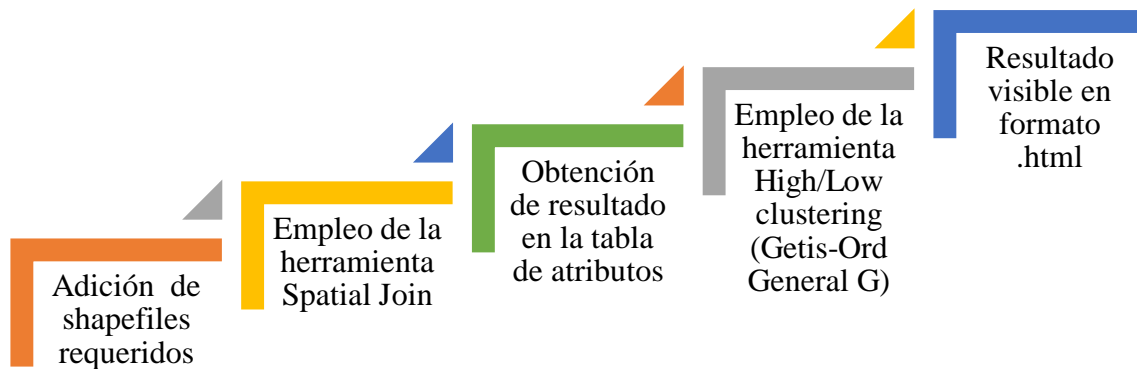 Adición de
shapefiles
requeridos
Empleo de la
herramienta
Spatial Join
Obtención
de resultado
en la tabla
de atributos
Empleo de la
herramienta
High/Low
clustering
(Getis-Ord
General G)
Resultado
visible en
formato
.html